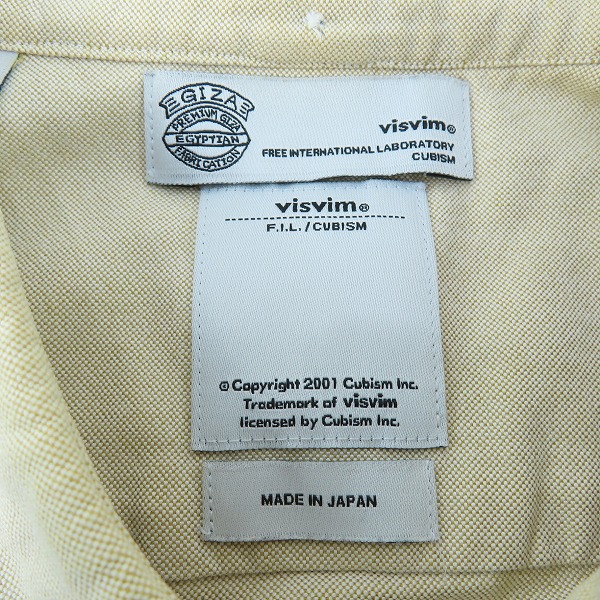 GIZA
PREMIUM GIZA
EGYPTIAN
FABRICATION
visvim®
FREE INTERNATIONAL LABORATORY
CUBISM
visvim®
F.I.L./CUBISM
© Copyright 2001 Cubism Inc.
Trademark of visvim
licensed by Cubism Inc.
MADE IN JAPAN